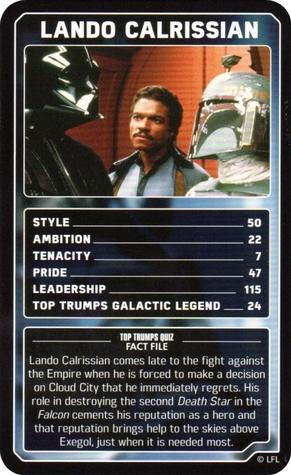 LANDO CALRISSIAN
STYLE 50
AMBITION 22
TENACITY 7
PRIDE 47
LEADERSHIP 115
TOP TRUMPS GALACTIC LEGEND 24
TOP TRUMPS QUIZ
FACT FILE
Lando Calrissian comes late to the fight against
the Empire when he is forced to make a decision
on Cloud City that he immediately regrets. His
role in destroying the second Death Star in the
Falcon cements his reputation as a hero and
that reputation brings help to the skies above
Exegol, just when it is needed most.
© LFL